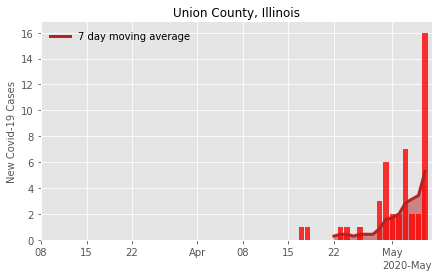 Union County, Illinois
7 day moving average
New Covid-19 Cases
16
14
12
10
8
6
4
2
0
08 15 22 Apr 08 15 22 May
2020-May